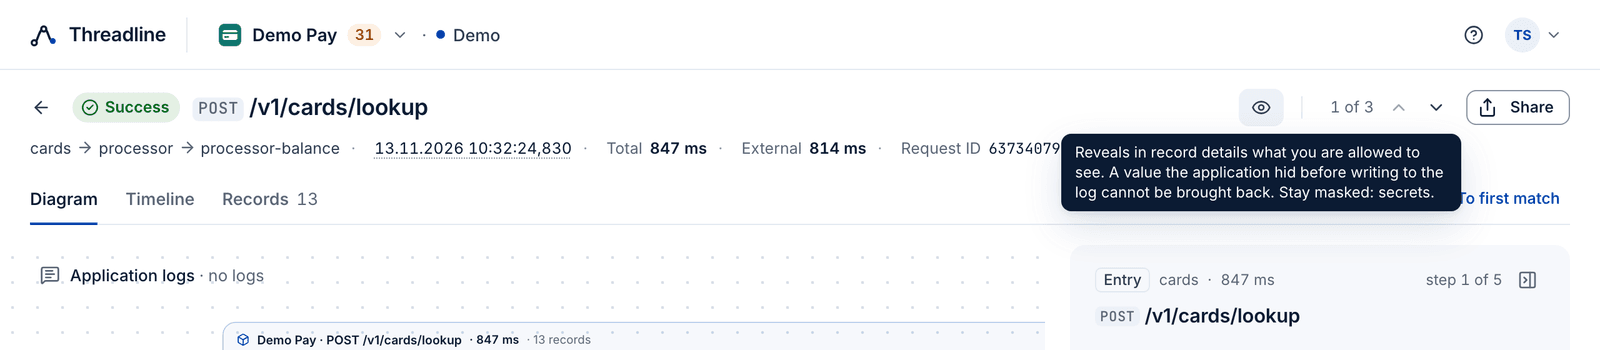 Threadline
Demo Pay 31 · Demo
TS
Success POST /v1/cards/lookup
1 of 3
Share
cards → processor → processor-balance · 13.11.2026 10:32:24,830 · Total 847 ms · External 814 ms · Request ID 63734079
Reveals in record details what you are allowed to
see. A value the application hid before writing to the
log cannot be brought back. Stay masked: secrets.
Diagram Timeline Records 13
To first match
Application logs · no logs
Entry cards · 847 ms
step 1 of 5
POST /v1/cards/lookup
Demo Pay · POST /v1/cards/lookup · 847 ms · 13 records